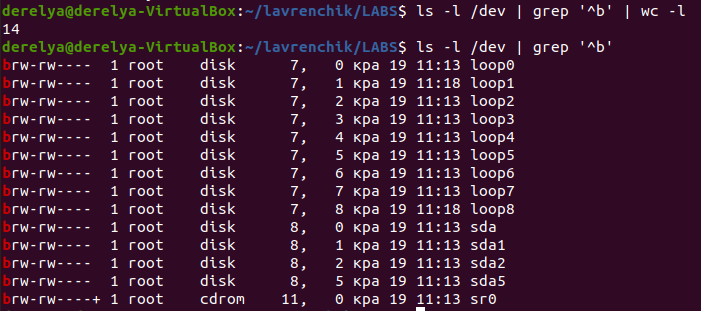 derelya@derelya-VirtualBox:~/lavrenchik/LABS$ ls -l /dev | grep '^b' | wc -l
14
derelya@derelya-VirtualBox:~/lavrenchik/LABS$ ls -l /dev | grep '^b'
brw-rw----  1 root    disk      7,   0 кра 19 11:13 loop0
brw-rw----  1 root    disk      7,   1 кра 19 11:18 loop1
brw-rw----  1 root    disk      7,   2 кра 19 11:13 loop2
brw-rw----  1 root    disk      7,   3 кра 19 11:13 loop3
brw-rw----  1 root    disk      7,   4 кра 19 11:13 loop4
brw-rw----  1 root    disk      7,   5 кра 19 11:13 loop5
brw-rw----  1 root    disk      7,   6 кра 19 11:13 loop6
brw-rw----  1 root    disk      7,   7 кра 19 11:13 loop7
brw-rw----  1 root    disk      7,   8 кра 19 11:18 loop8
brw-rw----  1 root    disk      8,   0 кра 19 11:13 sda
brw-rw----  1 root    disk      8,   1 кра 19 11:13 sda1
brw-rw----  1 root    disk      8,   2 кра 19 11:13 sda2
brw-rw----  1 root    disk      8,   5 кра 19 11:13 sda5
brw-rw----+ 1 root    cdrom    11,   0 кра 19 11:13 sr0